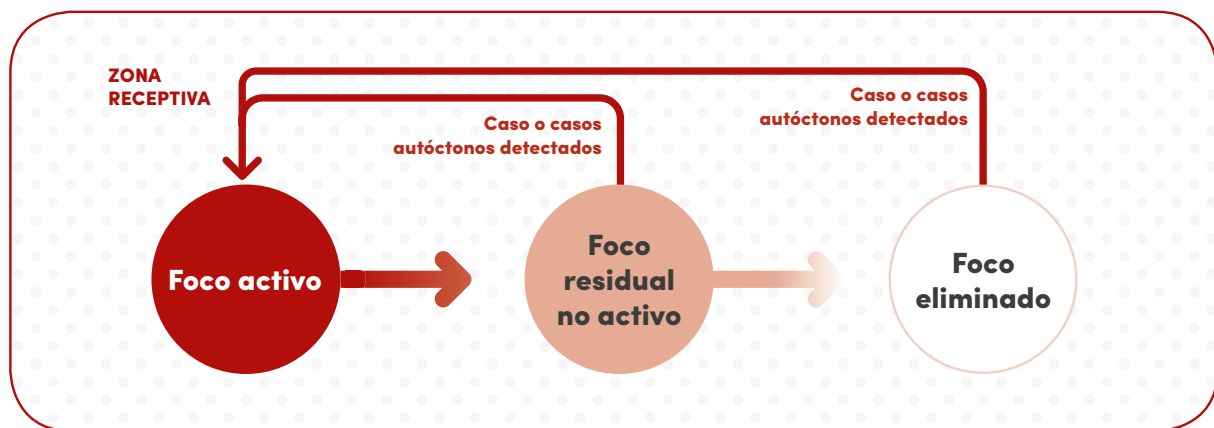 ZONA
RECEPTIVA
Caso o casos
autóctonos detectados
Caso o casos
autóctonos detectados
Foco activo
Foco
residual
no activo
Foco
eliminado